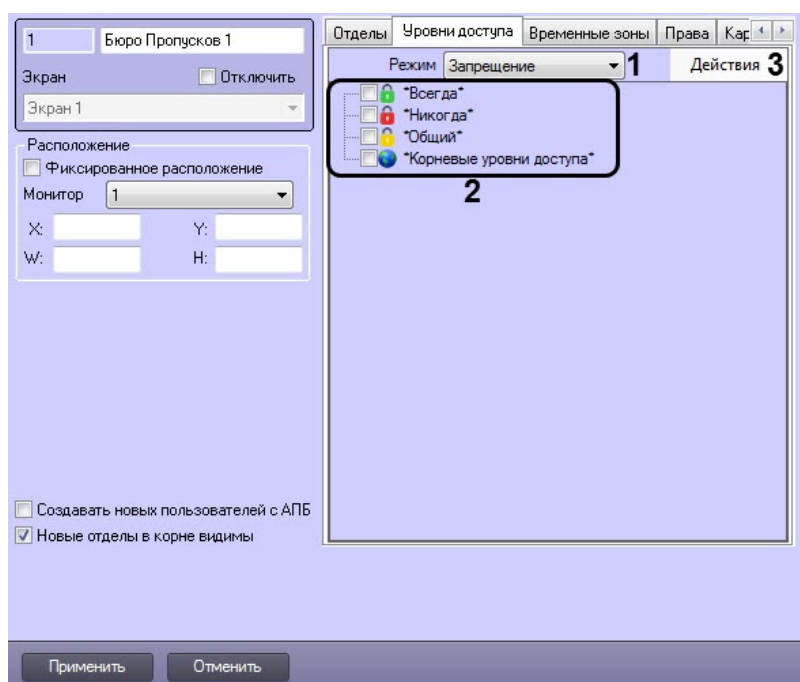 1 Бюро Пропусков 1
Экран Отключить
Экран 1
Расположение
Фиксированное расположение
Монитор 1
X: Y:
W: H:
Создавать новых пользователей с АПБ
Новые отделы в корне видимы
Отделы Уровни доступа Временные зоны Права Кар
Режим Запрещение 1 Действия 3
*Всегда*
*Никогда*
*Общий*
*Корневые уровни доступа*
2
Применить Отменить